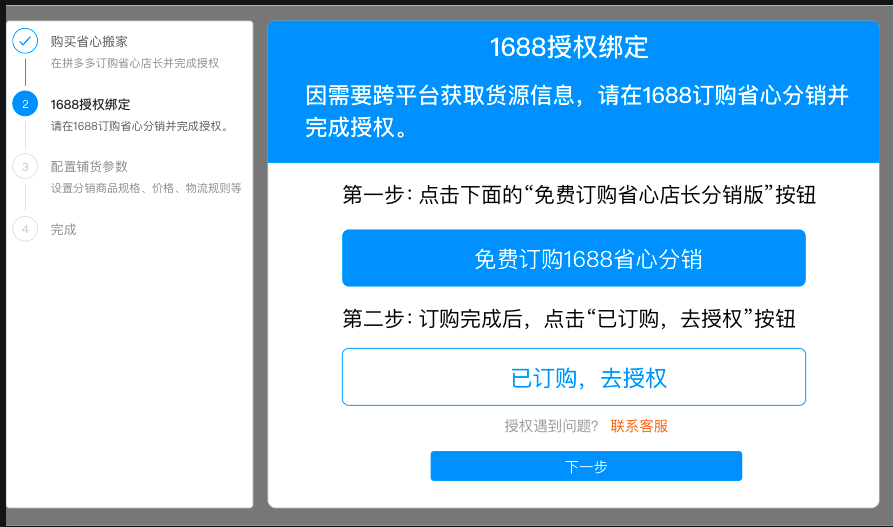 购买省心搬家
在拼多多订购省心店长并完成授权
2
1688授权绑定
请在1688订购省心分销并完成授权。
3
配置铺货参数
设置分销商品规格、价格、物流规则等
4
完成
1688授权绑定
因需要跨平台获取货源信息，请在1688订购省心分销并
完成授权。
第一步：点击下面的“免费订购省心店长分销版”按钮
免费订购1688省心分销
第二步：订购完成后，点击“已订购，去授权”按钮
已订购，去授权
授权遇到问题？ 联系客服
下一步